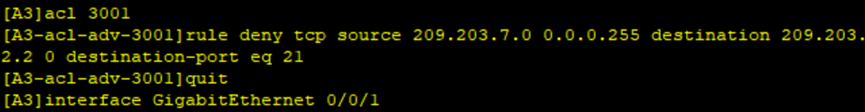 [A3]acl 3001
[A3-acl-adv-3001]rule deny tcp source 209.203.7.0 0.0.0.255 destination 209.203.
2.2 0 destination-port eq 21
[A3-acl-adv-3001]quit
[A3]interface GigabitEthernet 0/0/1